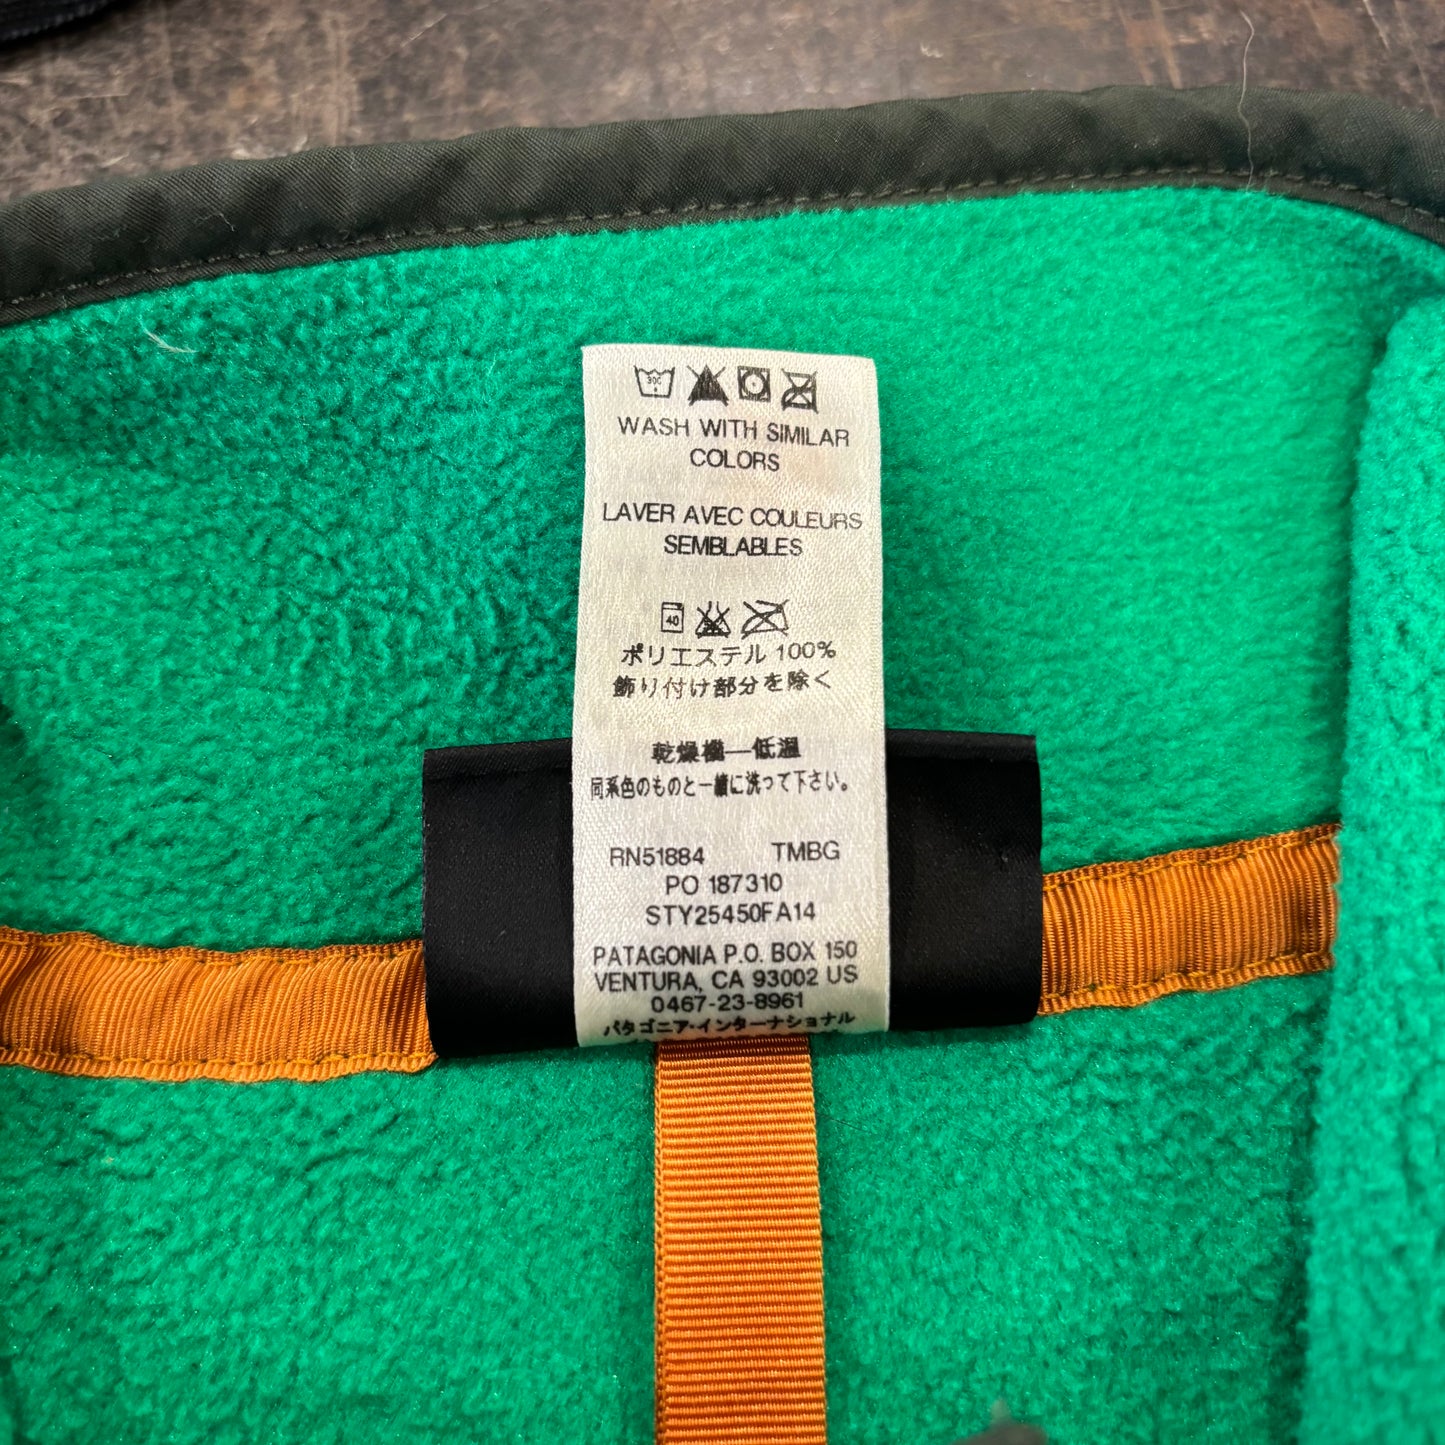 30C
WASH WITH SIMILAR
COLORS
LAVER AVEC COULEURS
SEMBLABLES
40
ポリエステル 100%
飾り付け部分を除く
乾燥機—低温
同系色のものと一緒に洗って下さい。
RN51884 TMBG
PO 187310
STY25450FA14
PATAGONIA P.O. BOX 150
VENTURA, CA 93002 US
0467-23-8961
パタゴニア・インターナショナル